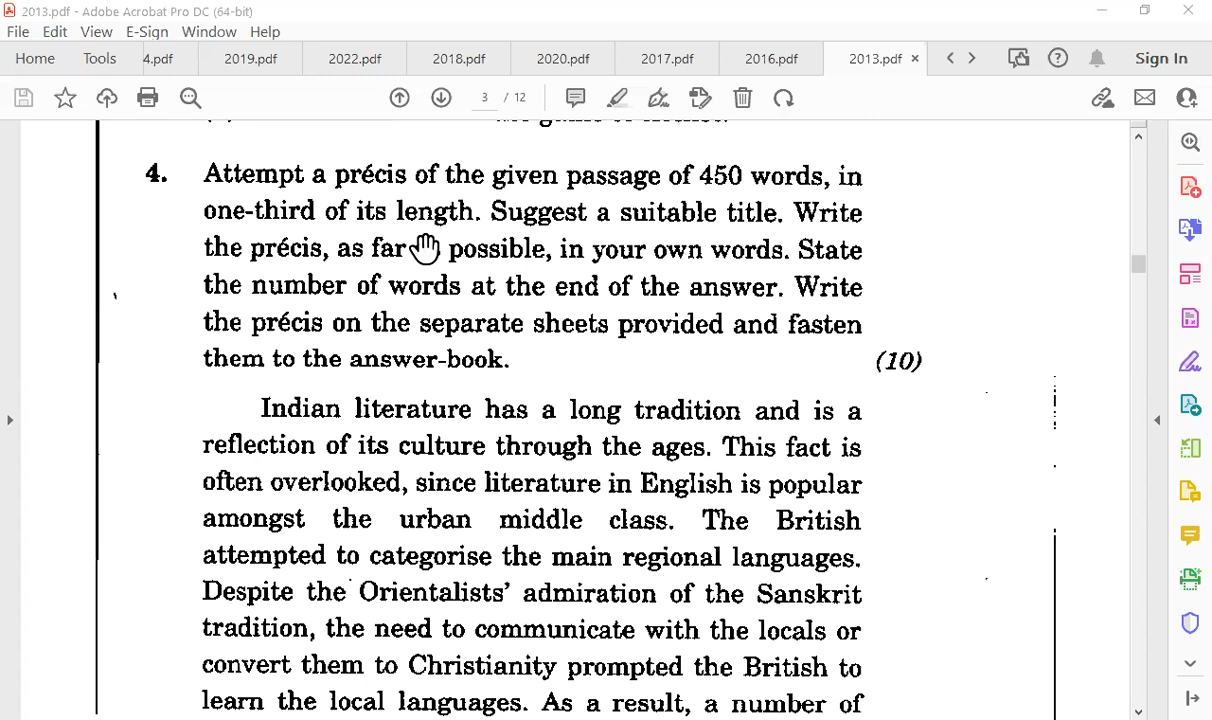 2013.pdf - Adobe Acrobat Pro DC (64-bit)
File Edit View E-Sign Window Help
Home Tools 4.pdf 2019.pdf 2022.pdf 2018.pdf 2020.pdf 2017.pdf 2016.pdf 2013.pdf × Sign In
3 / 12
4. Attempt a précis of the given passage of 450 words, in
one-third of its length. Suggest a suitable title. Write
the précis, as far possible, in your own words. State
the number of words at the end of the answer. Write
the précis on the separate sheets provided and fasten
them to the answer-book. (10)
Indian literature has a long tradition and is a
reflection of its culture through the ages. This fact is
often overlooked, since literature in English is popular
amongst the urban middle class. The British
attempted to categorise the main regional languages.
Despite the Orientalists' admiration of the Sanskrit
tradition, the need to communicate with the locals or
convert them to Christianity prompted the British to
learn the local languages. As a result, a number of